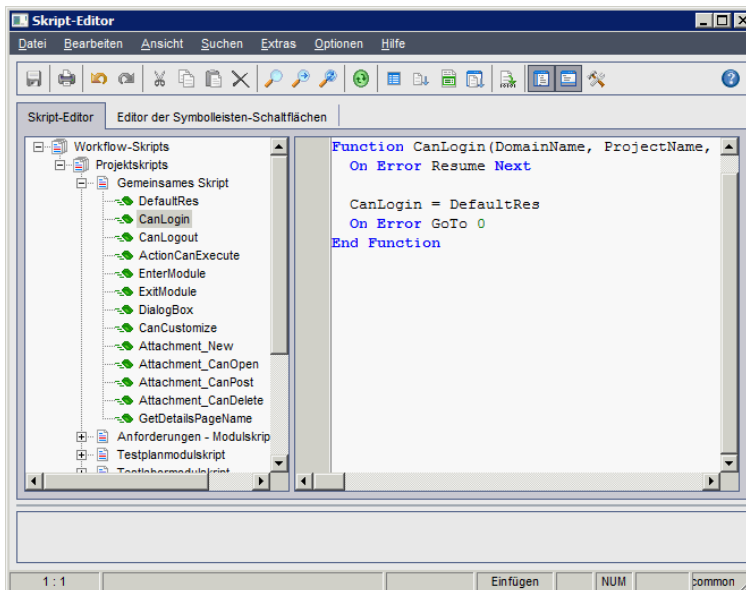 Skript-Editor
Datei Bearbeiten Ansicht Suchen Extras Optionen Hilfe
Skript-Editor Editor der Symbolleisten-Schaltflächen
Workflow-Skripts
Projektskripts
Gemeinsames Skript
DefaultRes
CanLogin
CanLogout
ActionCanExecute
EnterModule
ExitModule
DialogBox
CanCustomize
Attachment_New
Attachment_CanOpen
Attachment_CanPost
Attachment_CanDelete
GetDetailsPageName
Anforderungen - Modulskrip
Testplanmodulskript
Function CanLogin(DomainName, ProjectName,
On Error Resume Next
CanLogin = DefaultRes
On Error GoTo 0
End Function
1 : 1 Einfügen NUM common